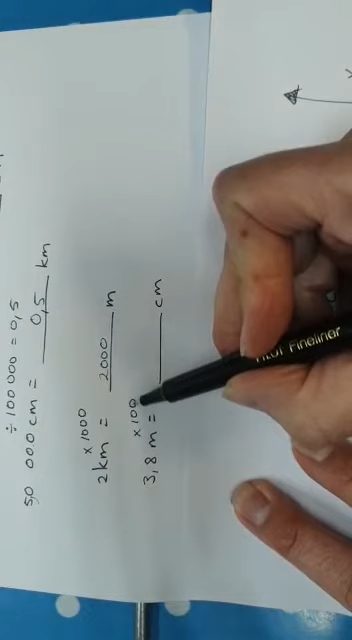 ÷ 100 000 = 0,5
50 000 cm = 0,5 km
x 1000
2 km = 2000 m
x 100
3,8 m = ____ cm
Fineliner